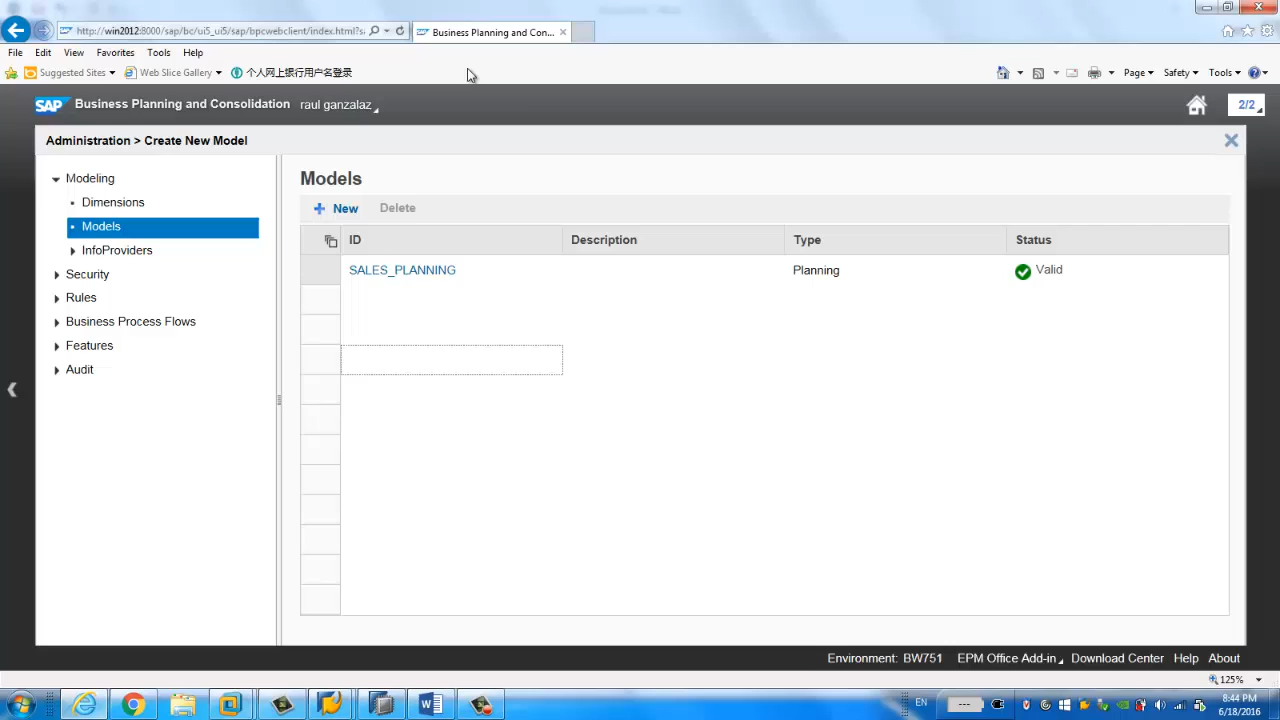 http://win2012:8000/sap/bc/ui5_ui5/sap/bpcwebclient/index.html?s
Business Planning and Con...
File Edit View Favorites Tools Help
Suggested Sites Web Slice Gallery 个人网上银行用户名登录
Page Safety Tools
SAP Business Planning and Consolidation raul ganzalaz
2/2
Administration > Create New Model
Modeling
Dimensions
Models
InfoProviders
Security
Rules
Business Process Flows
Features
Audit
Models
New Delete
ID Description Type Status
SALES_PLANNING Planning Valid
Environment: BW751 EPM Office Add-in Download Center Help About
125%
EN
8:44 PM
6/18/2016